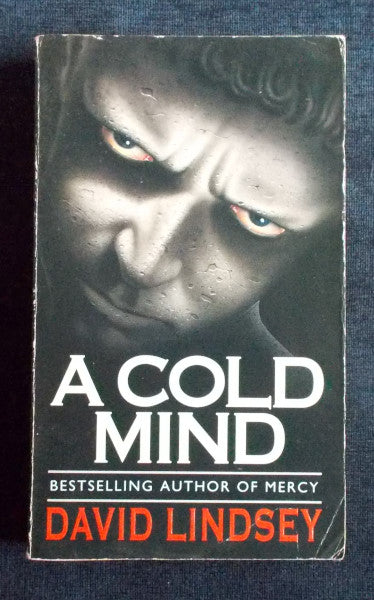 A COLD
MIND
BESTSELLING AUTHOR OF MERCY
DAVID LINDSEY